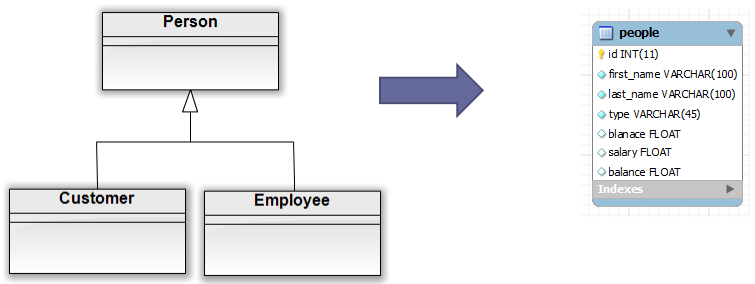 Person
Customer
Employee
people
id INT(11)
first_name VARCHAR(100)
last_name VARCHAR(100)
type VARCHAR(45)
blanace FLOAT
salary FLOAT
balance FLOAT
Indexes